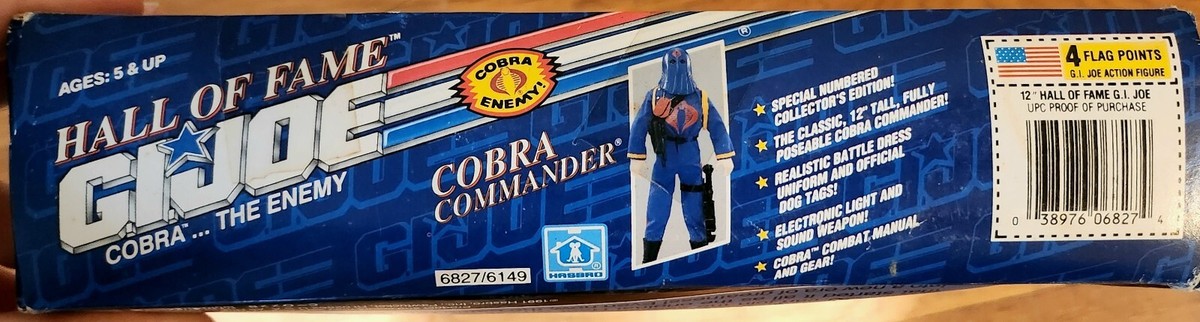 AGES: 5 & UP
HALL OF FAME™
G.I. JOE
COBRA™... THE ENEMY
®
COBRA
ENEMY!
COBRA
COMMANDER®
6827/6149
HASBRO®
SPECIAL NUMBERED
COLLECTOR'S EDITION!
THE CLASSIC, 12" TALL, FULLY
POSEABLE COBRA COMMANDER!
REALISTIC BATTLE DRESS
UNIFORM AND OFFICIAL
DOG TAGS!
ELECTRONIC LIGHT AND
SOUND WEAPON!
COBRA™ COMBAT MANUAL
AND GEAR!
4 FLAG POINTS
G.I. JOE ACTION FIGURE
12" HALL OF FAME G.I. JOE
UPC PROOF OF PURCHASE
0 38976 06827 4